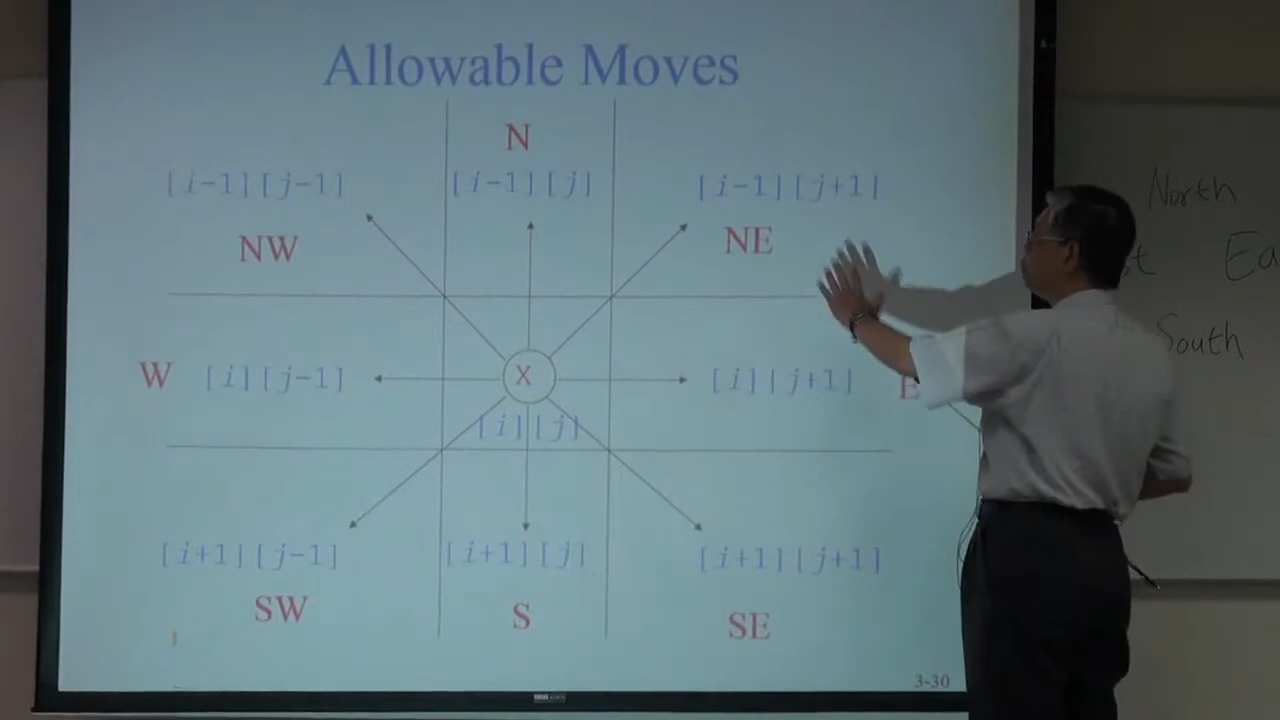 Allowable Moves
N
[i-1][j-1] [i-1][j] [i-1][j+1]
NW NE
W [i][j-1] X [i][j+1] E
[i][j]
[i+1][j-1] [i+1][j] [i+1][j+1]
SW S SE
3-30
North
st Ea
South